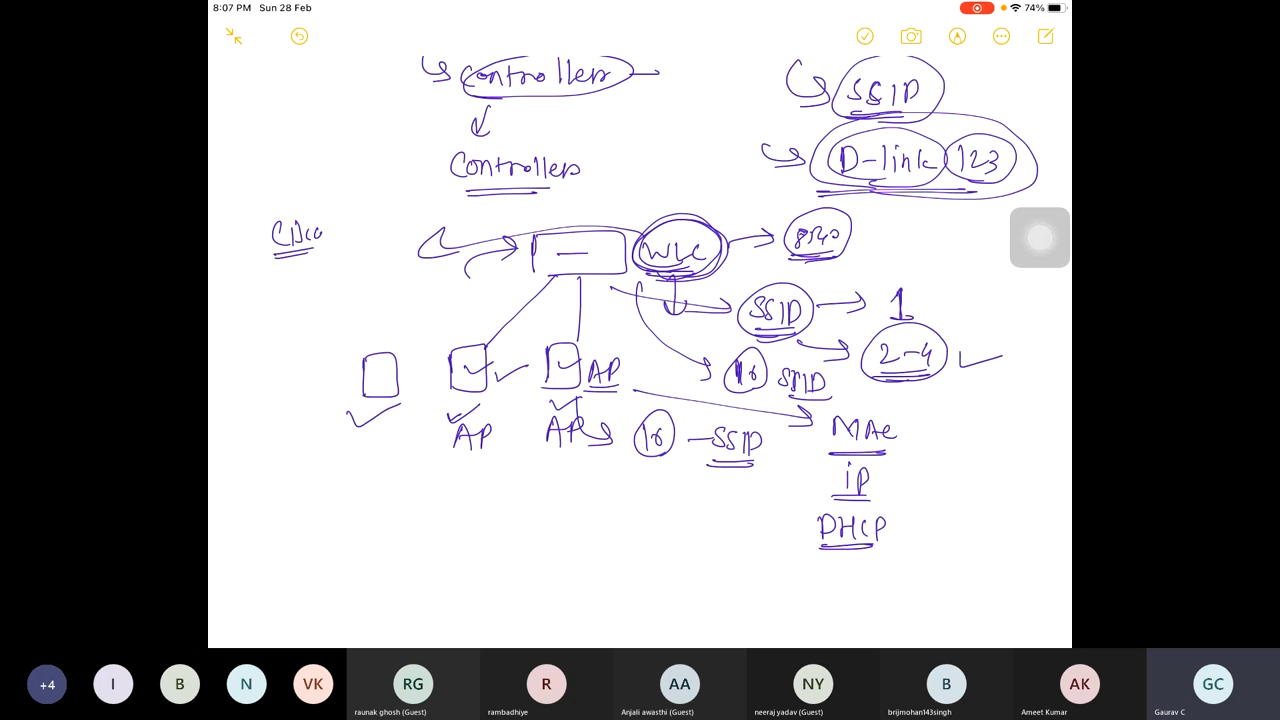 8:07 PM Sun 28 Feb
74%
Controllers
SSID
Controllers
D-link 123
Cisco
WLC
8540
SSID
1
2-4
AP
16 SSID
AP
AP
16 - SSID
MAC
iP
DHCP
+4
I
B
N
VK
RG
R
AA
NY
B
AK
GC
raunak ghosh (Guest)
rambadhiye
Anjali awasthi (Guest)
neeraj yadav (Guest)
brijmohan143singh
Ameet Kumar
Gaurav C